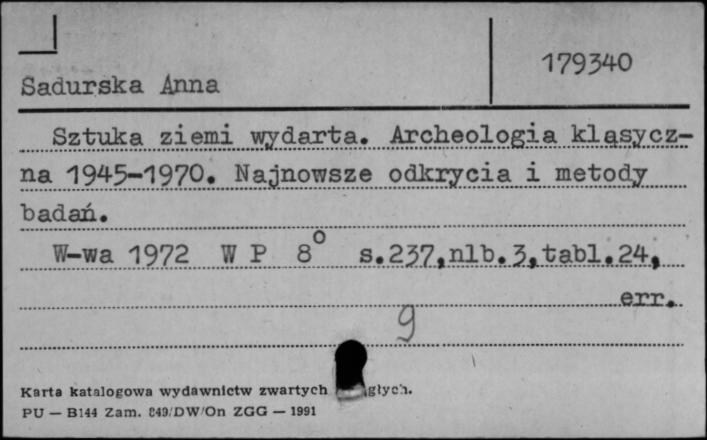 179340
Sadurska Anna
Sztuka ziemi wydarta. Archeologia klasycz-
na 1945-1970. Najnowsze odkrycia i metody
badań.
W-wa 1972 W P 8° s.237,nlb.3,tabl.24,
err.
9
Karta katalogowa wydawnictw zwartych
PU — B144 Zam. 849/DW/On ZGG — 1991